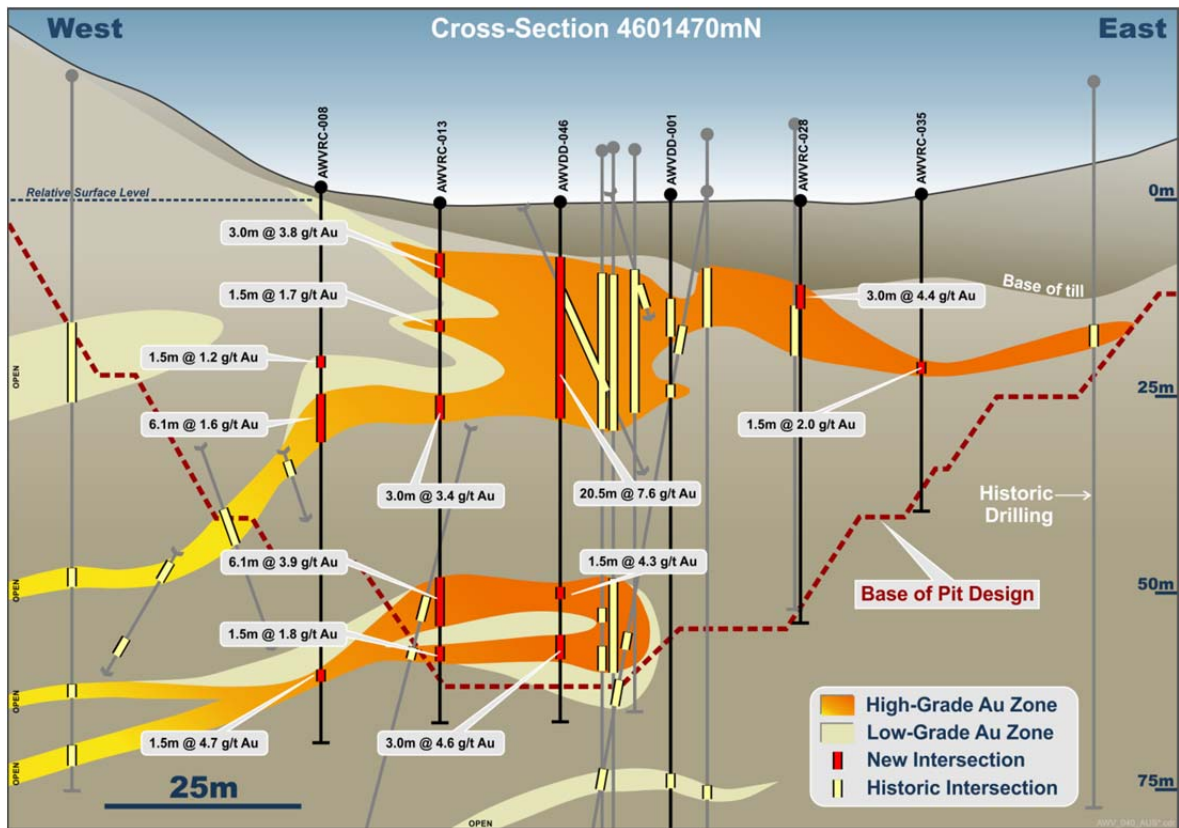 West
Cross-Section 4601470mN
East
AWVRC-008
AWVRC-013
AWVDD-046
AWVDD-001
AWVRC-028
AWVRC-035
Relative Surface Level
0m
3.0m @ 3.8 g/t Au
Base of till
3.0m @ 4.4 g/t Au
1.5m @ 1.7 g/t Au
1.5m @ 1.2 g/t Au
OPEN
25m
6.1m @ 1.6 g/t Au
1.5m @ 2.0 g/t Au
3.0m @ 3.4 g/t Au
20.5m @ 7.6 g/t Au
Historic
Drilling
6.1m @ 3.9 g/t Au
1.5m @ 4.3 g/t Au
OPEN
50m
Base of Pit Design
1.5m @ 1.8 g/t Au
OPEN
1.5m @ 4.7 g/t Au
3.0m @ 4.6 g/t Au
OPEN
High-Grade Au Zone
Low-Grade Au Zone
New Intersection
Historic Intersection
25m
75m
OPEN